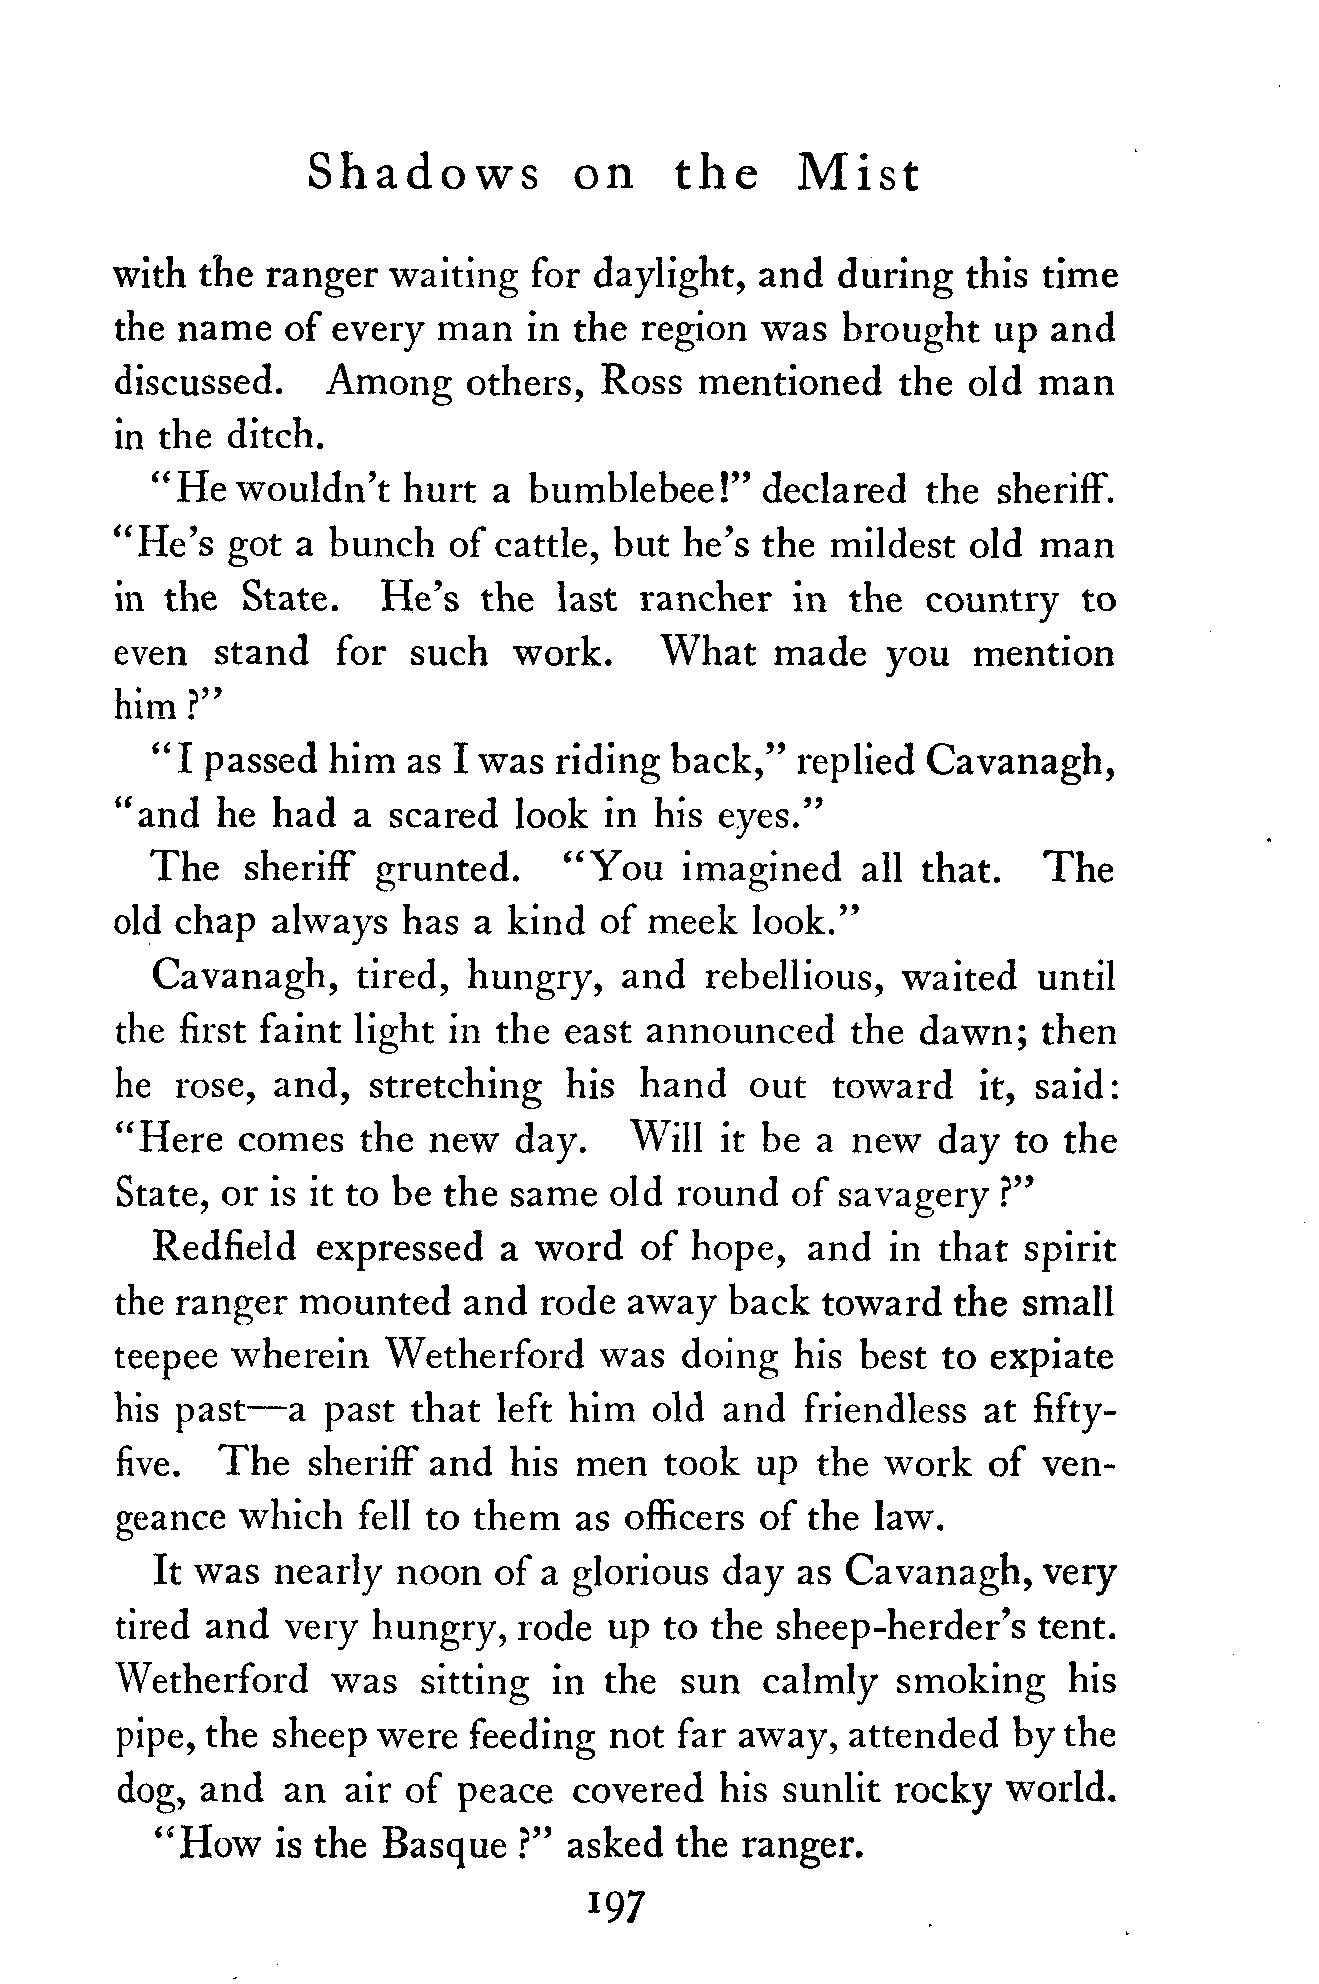 Shadows on the Mist
with the ranger waiting for daylight, and during this time
the name of every man in the region was brought up and
discussed. Among others, Ross mentioned the old man
in the ditch.
"He wouldn't hurt a bumblebee!" declared the sheriff.
"He's got a bunch of cattle, but he's the mildest old man
in the State. He's the last rancher in the country to
even stand for such work. What made you mention
him?"
"I passed him as I was riding back," replied Cavanagh,
"and he had a scared look in his eyes."
The sheriff grunted. "You imagined all that. The
old chap always has a kind of meek look."
Cavanagh, tired, hungry, and rebellious, waited until
the first faint light in the east announced the dawn; then
he rose, and, stretching his hand out toward it, said:
"Here comes the new day. Will it be a new day to the
State, or is it to be the same old round of savagery?"
Redfield expressed a word of hope, and in that spirit
the ranger mounted and rode away back toward the small
teepee wherein Wetherford was doing his best to expiate
his past—a past that left him old and friendless at fifty-
five. The sheriff and his men took up the work of ven-
geance which fell to them as officers of the law.
It was nearly noon of a glorious day as Cavanagh, very
tired and very hungry, rode up to the sheep-herder's tent.
Wetherford was sitting in the sun calmly smoking his
pipe, the sheep were feeding not far away, attended by the
dog, and an air of peace covered his sunlit rocky world.
"How is the Basque?" asked the ranger.
197